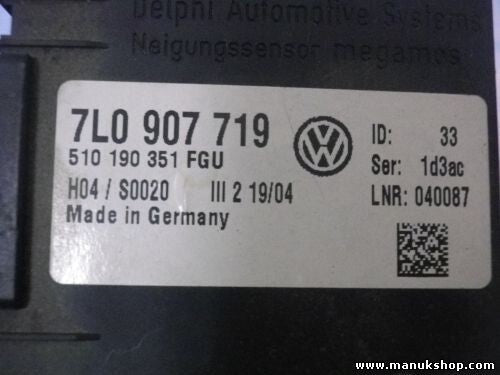 Delphi Automotive Systems
Neigungssensor megamos
7L0 907 719
510 190 351 FGU
H04 / S0020 III 2 19/04
Made in Germany
VW
ID: 33
Ser: 1d3ac
LNR: 040087
www.manukshop.com